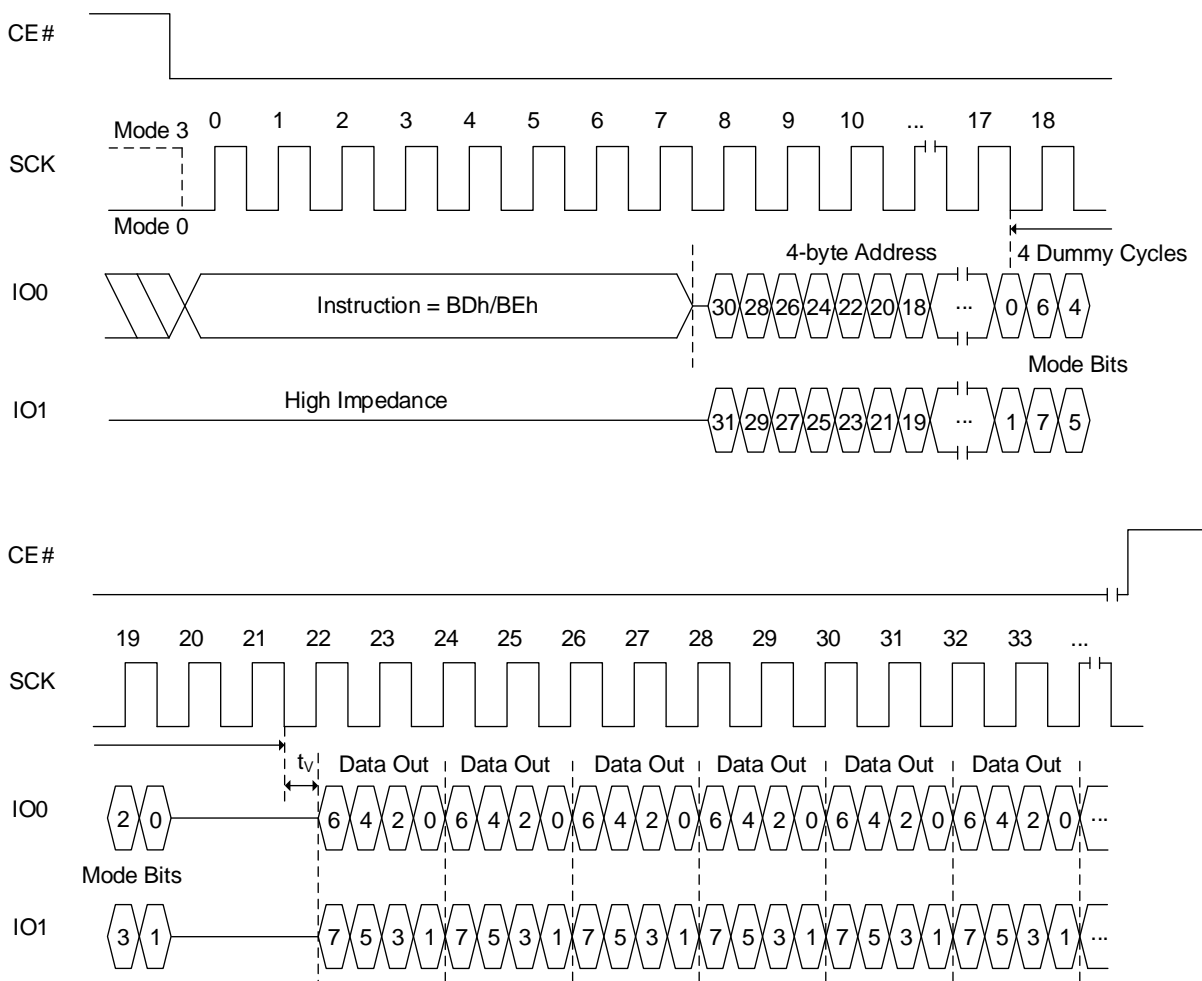 CE#
0 1 2 3 4 5 6 7 8 9 10 ... 17 18
Mode 3
SCK
Mode 0
4-byte Address 4 Dummy Cycles
IO0 Instruction = BDh/BEh 30 28 26 24 22 20 18 ... 0 6 4
Mode Bits
IO1 High Impedance 31 29 27 25 23 21 19 ... 1 7 5
CE#
19 20 21 22 23 24 25 26 27 28 29 30 31 32 33 ...
SCK
tV Data Out Data Out Data Out Data Out Data Out Data Out
IO0 2 0 6 4 2 0 6 4 2 0 6 4 2 0 6 4 2 0 6 4 2 0 6 4 2 0 ...
Mode Bits
IO1 3 1 7 5 3 1 7 5 3 1 7 5 3 1 7 5 3 1 7 5 3 1 7 5 3 1 ...